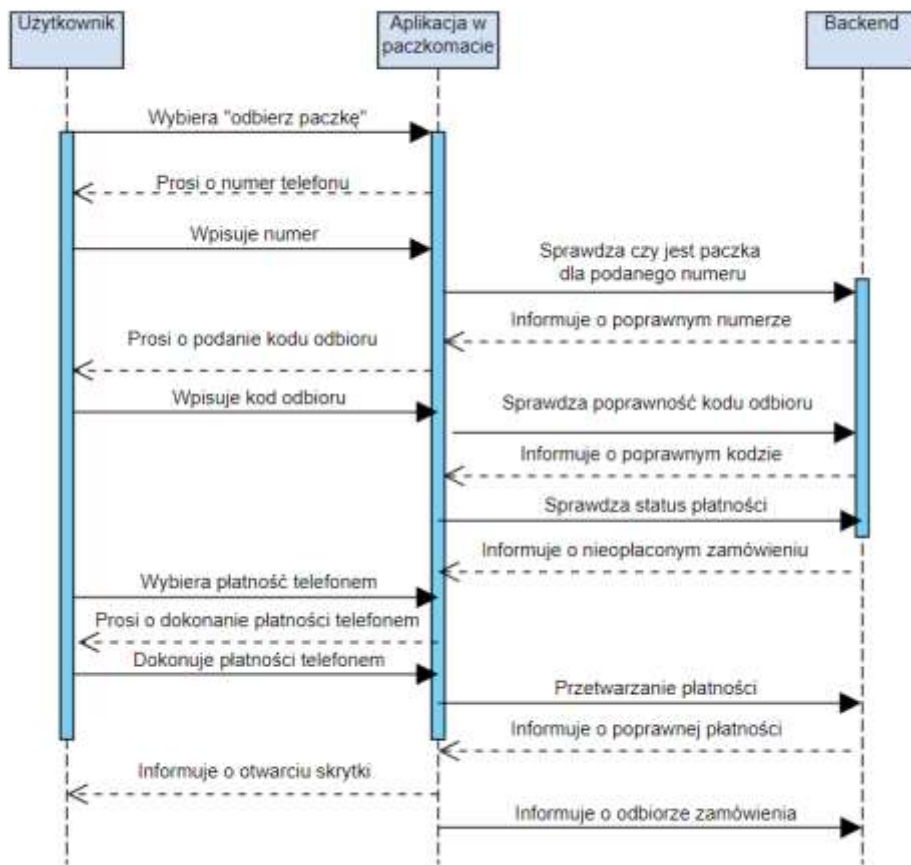 Użytkownik
Aplikacja w
paczkomacie
Backend
Wybiera "odbierz paczkę"
Prosi o numer telefonu
Wpisuje numer
Sprawdza czy jest paczka
dla podanego numeru
Informuje o poprawnym numerze
Prosi o podanie kodu odbioru
Wpisuje kod odbioru
Sprawdza poprawność kodu odbioru
Informuje o poprawnym kodzie
Sprawdza status płatności
Informuje o nieopłaconym zamówieniu
Wybiera płatność telefonem
Prosi o dokonanie płatności telefonem
Dokonuje płatności telefonem
Przetwarzanie płatności
Informuje o poprawnej płatności
Informuje o otwarciu skrytki
Informuje o odbiorze zamówienia